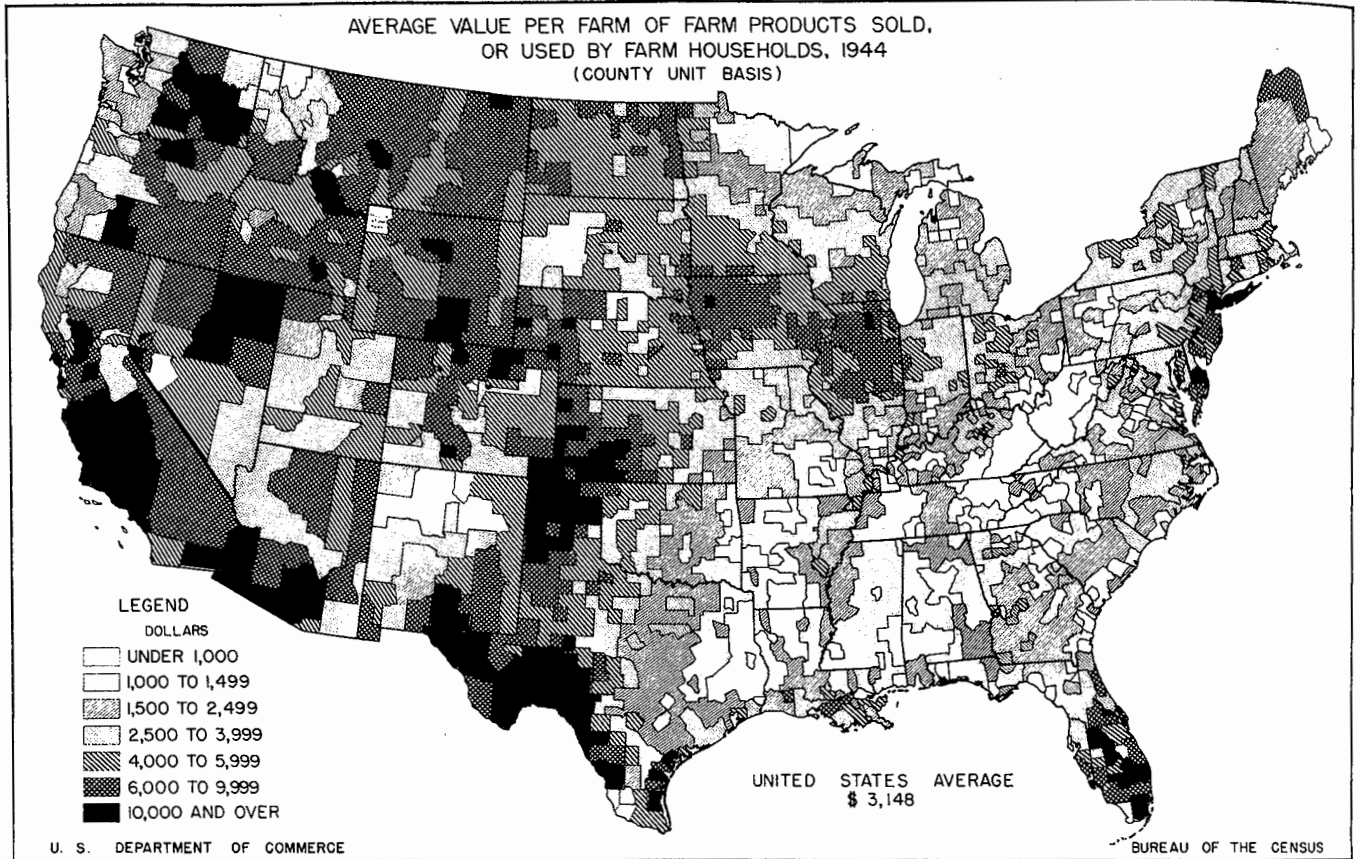 AVERAGE VALUE PER FARM OF FARM PRODUCTS SOLD,
OR USED BY FARM HOUSEHOLDS, 1944
(COUNTY UNIT BASIS)
LEGEND
DOLLARS
UNDER 1,000
1,000 TO 1,499
1,500 TO 2,499
2,500 TO 3,999
4,000 TO 5,999
6,000 TO 9,999
10,000 AND OVER
UNITED STATES AVERAGE
$ 3,148
U. S. DEPARTMENT OF COMMERCE
BUREAU OF THE CENSUS